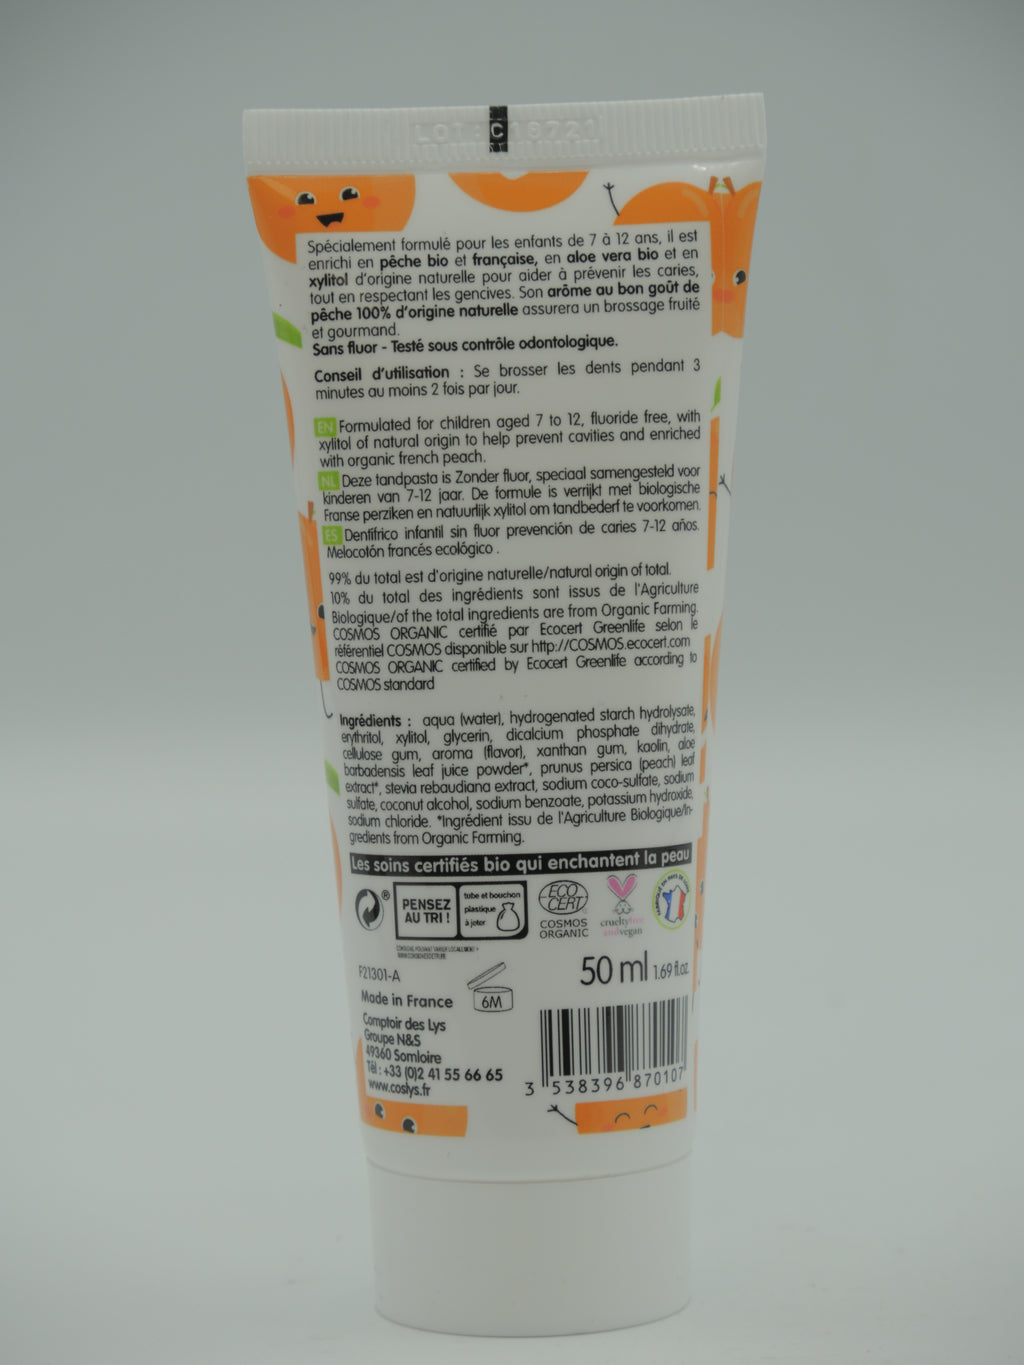 LOT: C 18721
Spécialement formulé pour les enfants de 7 à 12 ans, il est
enrichi en pêche bio et française, en aloe vera bio et en
xylitol d'origine naturelle pour aider à prévenir les caries,
tout en respectant les gencives. Son arôme au bon goût de
pêche 100% d'origine naturelle assurera un brossage fruité
et gourmand.
Sans fluor - Testé sous contrôle odontologique.
Conseil d'utilisation : Se brosser les dents pendant 3
minutes au moins 2 fois par jour.
EN Formulated for children aged 7 to 12, fluoride free, with
xylitol of natural origin to help prevent cavities and enriched
with organic french peach.
NL Deze tandpasta is Zonder fluor, speciaal samengesteld voor
kinderen van 7-12 jaar. De formule is verrijkt met biologische
Franse perziken en natuurlijk xylitol om tandbederf te voorkomen.
ES Dentífrico infantil sin fluor prevención de caries 7-12 años.
Melocotón francés ecológico .
99% du total est d'origine naturelle/natural origin of total.
10% du total des ingrédients sont issus de l'Agriculture
Biologique/of the total ingredients are from Organic Farming.
COSMOS ORGANIC certifié par Ecocert Greenlife selon le
référentiel COSMOS disponible sur http://COSMOS.ecocert.com
COSMOS ORGANIC certified by Ecocert Greenlife according to
COSMOS standard
Ingrédients : aqua (water), hydrogenated starch hydrolysate,
erythritol, xylitol, glycerin, dicalcium phosphate dihydrate,
cellulose gum, aroma (flavor), xanthan gum, kaolin, aloe
barbadensis leaf juice powder*, prunus persica (peach) leaf
extract*, stevia rebaudiana extract, sodium coco-sulfate, sodium
sulfate, coconut alcohol, sodium benzoate, potassium hydroxide,
sodium chloride. *Ingrédient issu de l'Agriculture Biologique/In-
gredients from Organic Farming.
Les soins certifiés bio qui enchantent la peau
®
PENSEZ
AU TRI !
tube et bouchon
plastique
à jeter
ECO
CERT
COSMOS
ORGANIC
crueltyfree
andvegan
F21301-A
6M
50 ml 1.69 fl.oz.
Made in France
Comptoir des Lys
Groupe N&S
49360 Somloire
Tél : +33 (0)2 41 55 66 65
www.coslys.fr
3 538396 870107